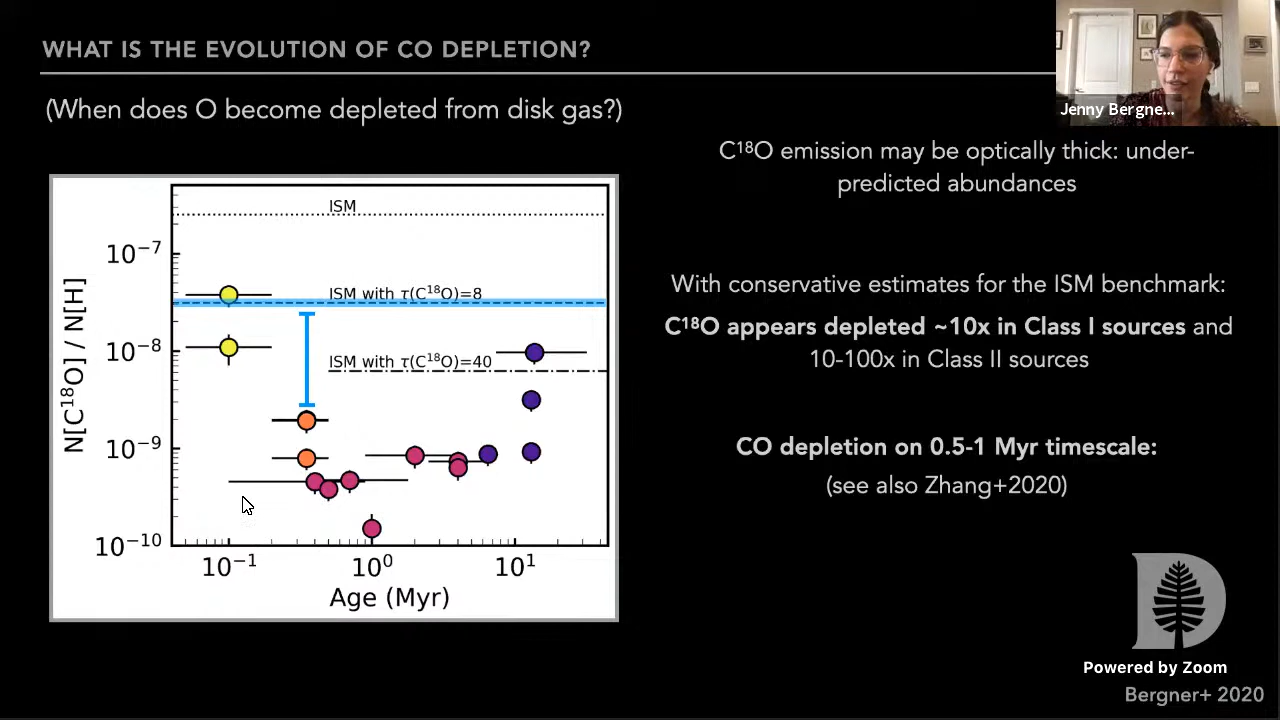 WHAT IS THE EVOLUTION OF CO DEPLETION?
Jenny Bergne...
(When does O become depleted from disk gas?)
C¹⁸O emission may be optically thick: under-
predicted abundances
ISM
10⁻⁷
ISM with τ(C¹⁸O)=8
10⁻⁸
ISM with τ(C¹⁸O)=40
10⁻⁹
10⁻¹⁰
N[C¹⁸O] / N[H]
10⁻¹ 10⁰ 10¹
Age (Myr)
With conservative estimates for the ISM benchmark:
C¹⁸O appears depleted ~10x in Class I sources and
10-100x in Class II sources
CO depletion on 0.5-1 Myr timescale:
(see also Zhang+2020)
D
Powered by Zoom
Bergner+ 2020